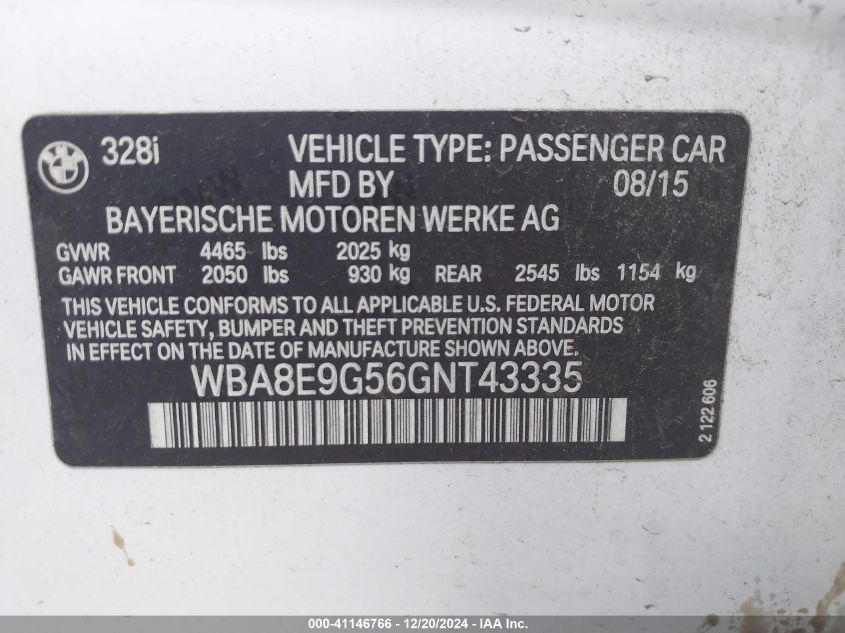 BMW 328i VEHICLE TYPE: PASSENGER CAR
MFD BY 08/15
BAYERISCHE MOTOREN WERKE AG
GVWR 4465 lbs 2025 kg
GAWR FRONT 2050 lbs 930 kg REAR 2545 lbs 1154 kg
THIS VEHICLE CONFORMS TO ALL APPLICABLE U.S. FEDERAL MOTOR
VEHICLE SAFETY, BUMPER AND THEFT PREVENTION STANDARDS
IN EFFECT ON THE DATE OF MANUFACTURE SHOWN ABOVE.
WBA8E9G56GNT43335
2 122 606
000-41146766 - 12/20/2024 - IAA Inc.